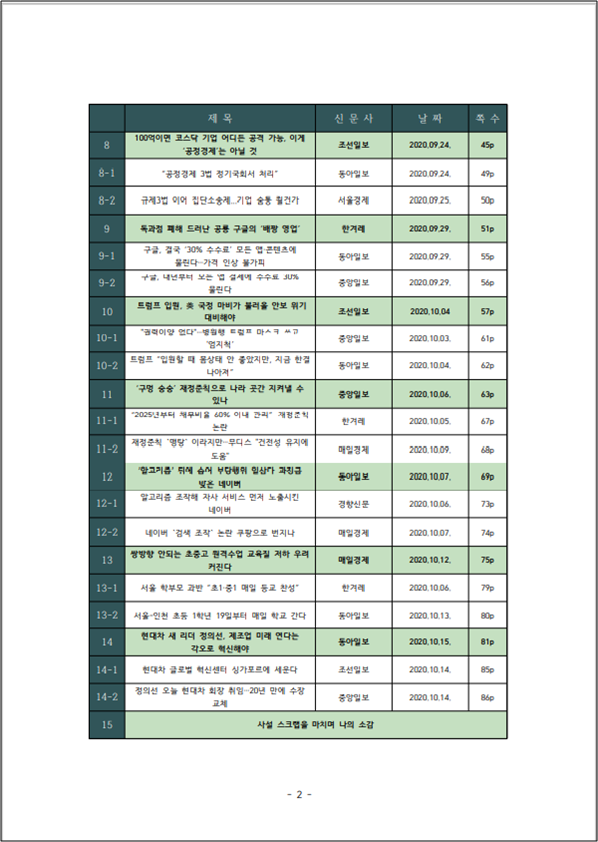 제 목 신 문 사 날 짜 쪽 수
8 100억이면 코스닥 기업 어디든 공격 가능, 이게 조선일보 2020.09.24. 45p
'공정경제'는 아닐 것
8-1 "공정경제 3법 정기국회서 처리" 동아일보 2020.09.24. 49p
8-2 규제3법 이어 집단소송제…기업 숨통 쥘건가 서울경제 2020.09.25. 50p
9 독과점 폐해 드러난 공룡 구글의 '배짱 영업' 한겨레 2020.09.29. 51p
9-1 구글, 결국 '30% 수수료' 모든 앱·콘텐츠에 동아일보 2020.09.29. 55p
물린다…가격 인상 불가피
9-2 구글, 내년부터 모든 앱 결제에 수수료 30% 중앙일보 2020.09.29. 56p
물린다
10 트럼프 입원, 美 국정 마비가 불러올 안보 위기 조선일보 2020.10.04 57p
대비해야
10-1 "권력이양 없다"…병원행 트럼프 마스크 쓰고 중앙일보 2020.10.03. 61p
'엄지척'
10-2 트럼프 "입원할 때 몸상태 안 좋았지만, 지금 한결 동아일보 2020.10.04. 62p
나아져"
11 '구멍 숭숭' 재정준칙으로 나라 곳간 지켜낼 수 중앙일보 2020.10.06. 63p
있나
11-1 "2025년부터 채무비율 60% 이내 관리" 재정준칙 한겨레 2020.10.05. 67p
논란
11-2 재정준칙 '맹탕' 이라지만…무디스 "건전성 유지에 매일경제 2020.10.09. 68p
도움"
12 '알고리즘' 뒤에 숨어 부당행위 일삼다 과징금 동아일보 2020.10.07. 69p
맞은 네이버
12-1 알고리즘 조작해 자사 서비스 먼저 노출시킨 경향신문 2020.10.06. 73p
네이버
12-2 네이버 '검색 조작' 논란 쿠팡으로 번지나 매일경제 2020.10.07. 74p
13 쌍방향 안되는 초중고 원격수업 교육질 저하 우려 매일경제 2020.10.12. 75p
커진다
13-1 서울 학부모 과반 "초1·중1 매일 등교 찬성" 한겨레 2020.10.06. 79p
13-2 서울-인천 초등 1학년 19일부터 매일 학교 간다 동아일보 2020.10.13. 80p
14 현대차 새 리더 정의선, 제조업 미래 연다는 동아일보 2020.10.15. 81p
각오로 혁신해야
14-1 현대차 글로벌 혁신센터 싱가포르에 세운다 조선일보 2020.10.14. 85p
14-2 정의선 오늘 현대차 회장 취임…20년 만에 수장 중앙일보 2020.10.14. 86p
교체
15 사설 스크랩을 마치며 나의 소감
- 2 -